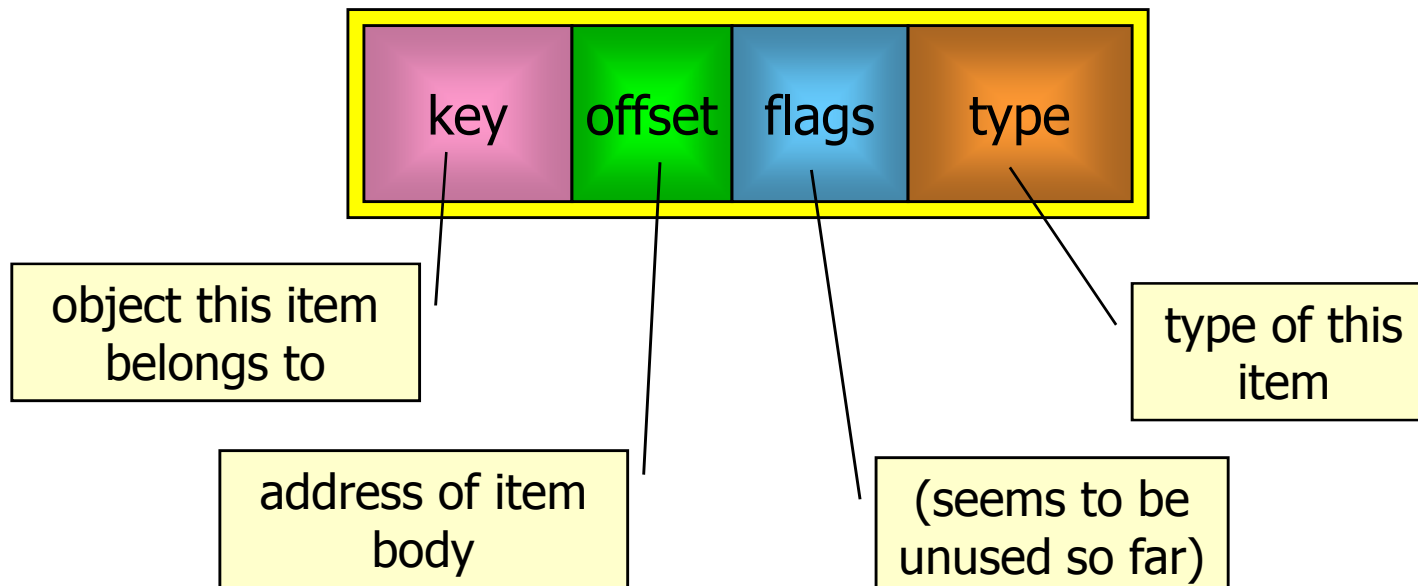 key offset flags type
object this item
belongs to
type of this
item
address of item
body
(seems to be
unused so far)